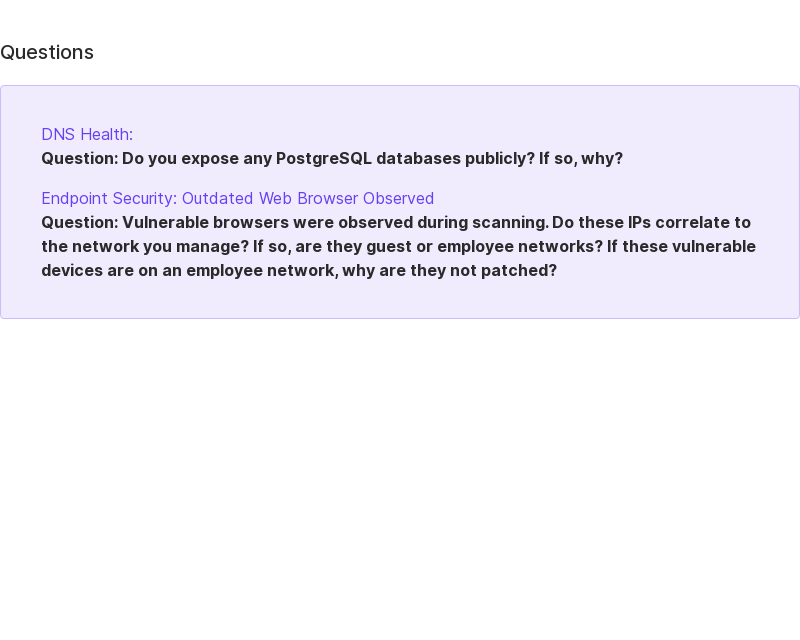 Questions
DNS Health:
Question: Do you expose any PostgreSQL databases publicly? If so, why?
Endpoint Security: Outdated Web Browser Observed
Question: Vulnerable browsers were observed during scanning. Do these IPs correlate to
the network you manage? If so, are they guest or employee networks? If these vulnerable
devices are on an employee network, why are they not patched?